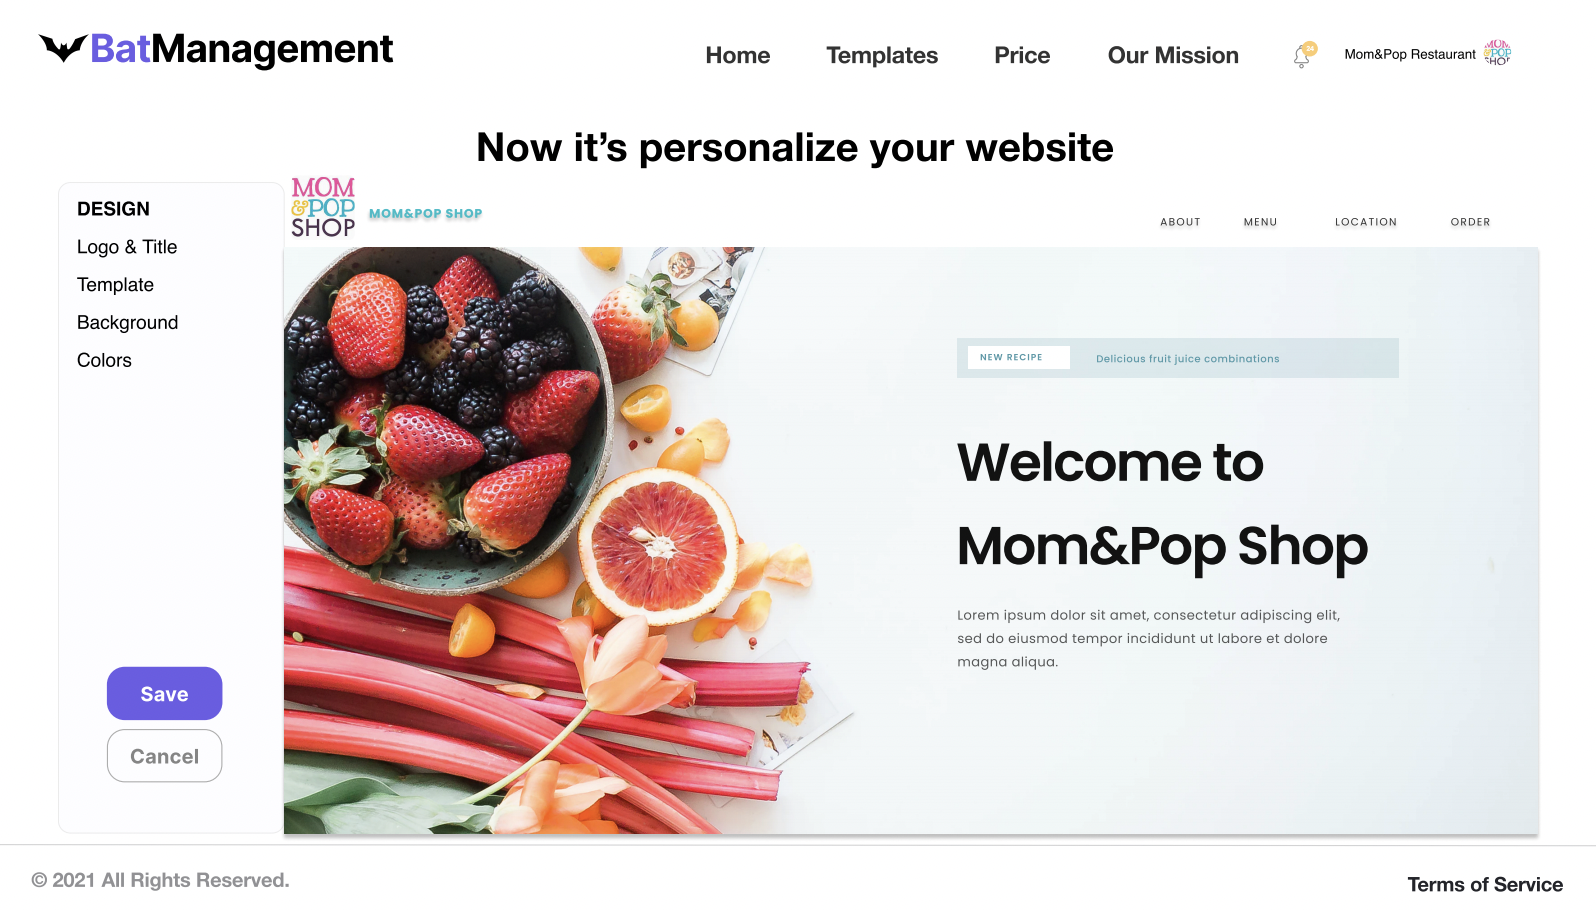 BatManagement
Home
Templates
Price
Our Mission
34
Mom&Pop Restaurant
MOM
&POP
SHOP
Now it’s personalize your website
DESIGN
Logo & Title
Template
Background
Colors
Save
Cancel
MOM
&POP
SHOP
MOM&POP SHOP
ABOUT
MENU
LOCATION
ORDER
NEW RECIPE
Delicious fruit juice combinations
Welcome to
Mom&Pop Shop
Lorem ipsum dolor sit amet, consectetur adipiscing elit,
sed do eiusmod tempor incididunt ut labore et dolore
magna aliqua.
© 2021 All Rights Reserved.
Terms of Service